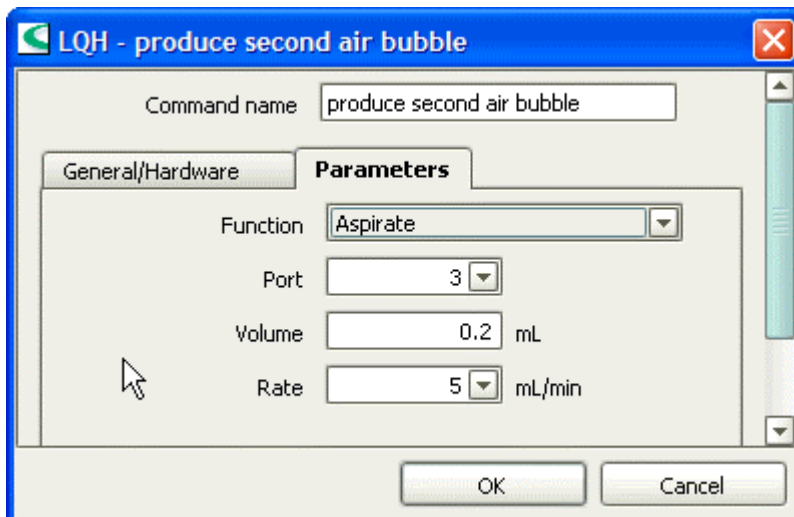 LQH - produce second air bubble
Command name produce second air bubble
General/Hardware Parameters
Function Aspirate
Port 3
Volume 0.2 mL
Rate 5 mL/min
OK Cancel